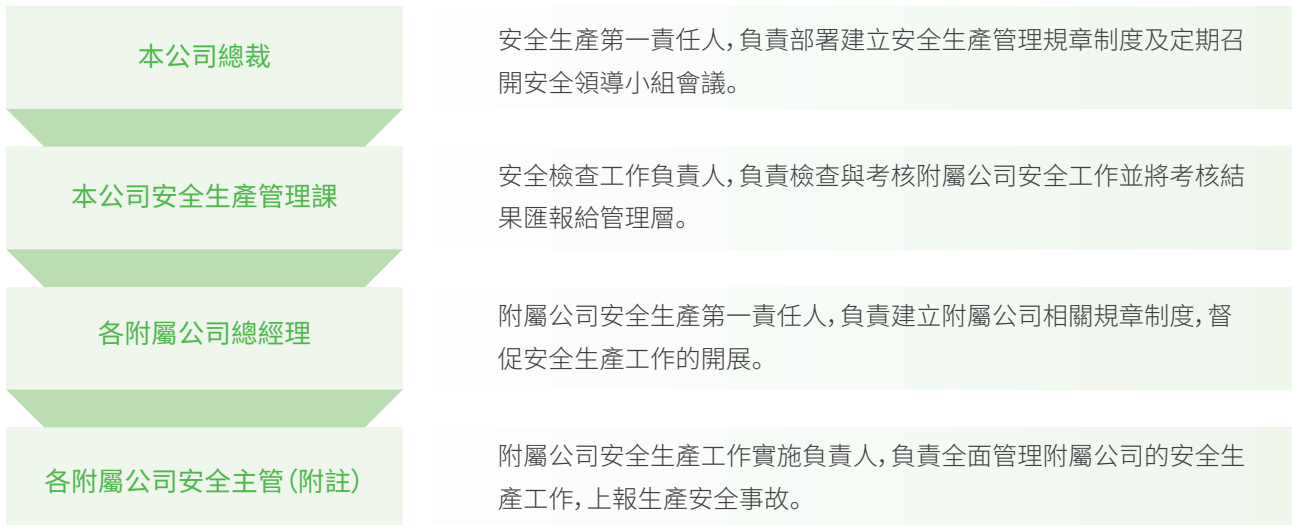 本公司總裁
安全生產第一責任人，負責部署建立安全生產管理規章制度及定期召
開安全領導小組會議。
本公司安全生產管理課
安全檢查工作負責人，負責檢查與考核附屬公司安全工作並將考核結
果匯報給管理層。
各附屬公司總經理
附屬公司安全生產第一責任人，負責建立附屬公司相關規章制度，督
促安全生產工作的開展。
各附屬公司安全主管（附註）
附屬公司安全生產工作實施負責人，負責全面管理附屬公司的安全生
產工作，上報生產安全事故。